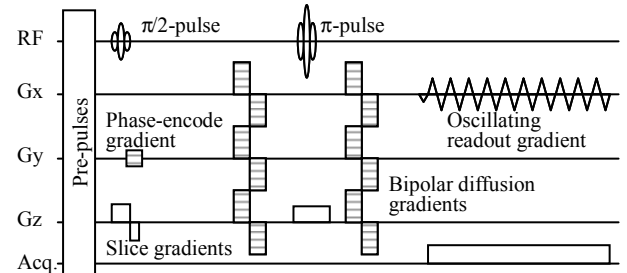 RF
π/2-pulse
π-pulse
Gx
Phase-encode
gradient
Oscillating
readout gradient
Gy
Pre-pulses
Bipolar diffusion
gradients
Gz
Slice gradients
Acq.